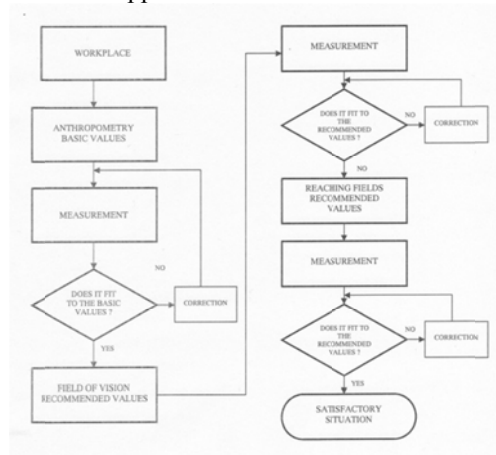 WORKPLACE
ANTHROPOMETRY
BASIC VALUES
MEASUREMENT
NO
DOES IT FIT
TO THE BASIC
VALUES ?
CORRECTION
YES
FIELD OF VISION
RECOMMENDED VALUES
MEASUREMENT
DOES IT FIT TO
THE
RECOMMENDED
VALUES ?
NO
CORRECTION
NO
REACHING FIELDS
RECOMMENDED
VALUES
MEASUREMENT
DOES IT FIT TO
THE
RECOMMENDED
VALUES ?
NO
CORRECTION
YES
SATISFACTORY
SITUATION